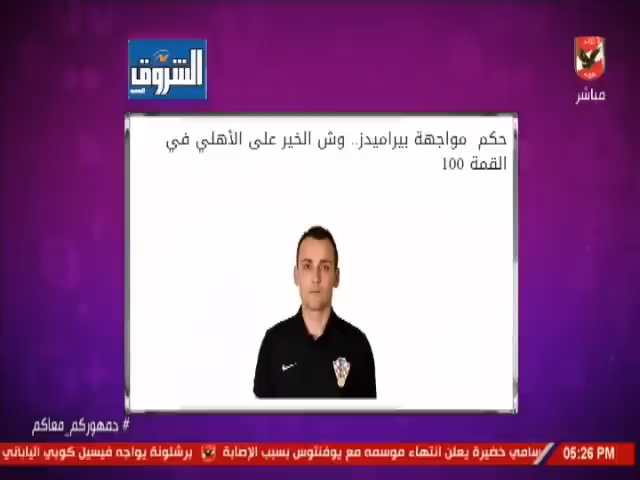 الشروق
مباشر
حكم مواجهة بيراميدز.. وش الخير على الأهلي في
القمة 100
# جمهوركم_معاكم
سامي خضيرة يعلن انتهاء موسمه مع يوفنتوس بسبب الإصابة برشلونة يواجه فيسيل كوبي الياباني
05:26 PM